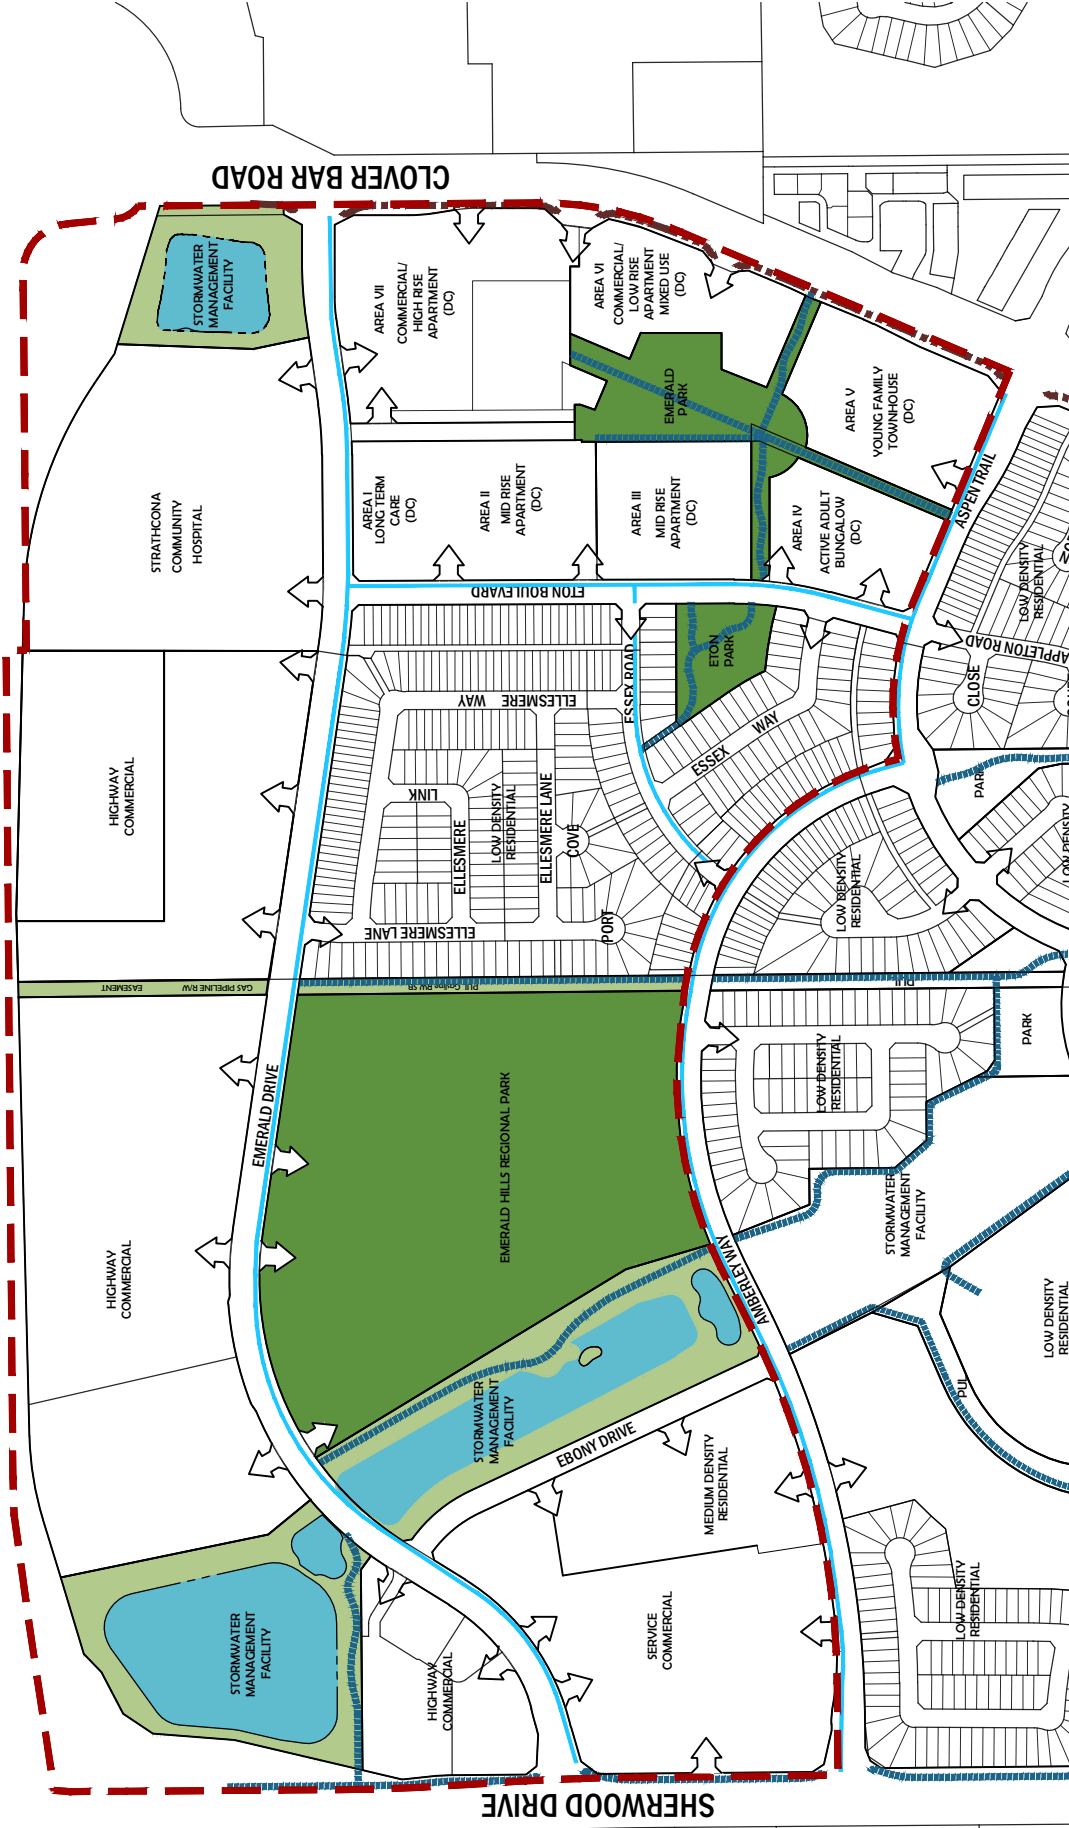 CLOVER BAR ROAD
STORMWATER
MANAGEMENT
FACILITY
AREA VII
COMMERCIAL/
HIGH RISE
APARTMENT
(DC)
AREA VI
COMMERCIAL/
LOW RISE
APARTMENT
MIXED USE
(DC)
EMERALD
PARK
AREA V
YOUNG FAMILY
TOWNHOUSE
(DC)
STRATHCONA
COMMUNITY
HOSPITAL
AREA I
LONG TERM
CARE
(DC)
AREA II
MID RISE
APARTMENT
(DC)
AREA III
MID RISE
APARTMENT
(DC)
AREA IV
ACTIVE ADULT
BUNGALOW
(DC)
ASPEN TRAIL
LOW DENSITY
RESIDENTIAL
ETON BOULEVARD
ETON
PARK
APPLETON ROAD
CLOSE
ESSEX ROAD
ELLESMERE WAY
ESSEX WAY
HIGHWAY
COMMERCIAL
LINK
ELLESMERE
LOW DENSITY
RESIDENTIAL
ELLESMERE LANE
COVE
PARK
LOW DENSITY
RESIDENTIAL
LOW DENSITY
ELLESMERE LANE
PORT
GAS PIPELINE R/W EASEMENT
PUL
EMERALD DRIVE
EMERALD HILLS REGIONAL PARK
LOW DENSITY
RESIDENTIAL
PARK
HIGHWAY
COMMERCIAL
STORMWATER
MANAGEMENT
FACILITY
AMBERLEY WAY
LOW DENSITY
RESIDENTIAL
PUL
STORMWATER
MANAGEMENT
FACILITY
EBONY DRIVE
MEDIUM DENSITY
RESIDENTIAL
STORMWATER
MANAGEMENT
FACILITY
HIGHWAY
COMMERCIAL
SERVICE
COMMERCIAL
LOW DENSITY
RESIDENTIAL
SHERWOOD DRIVE